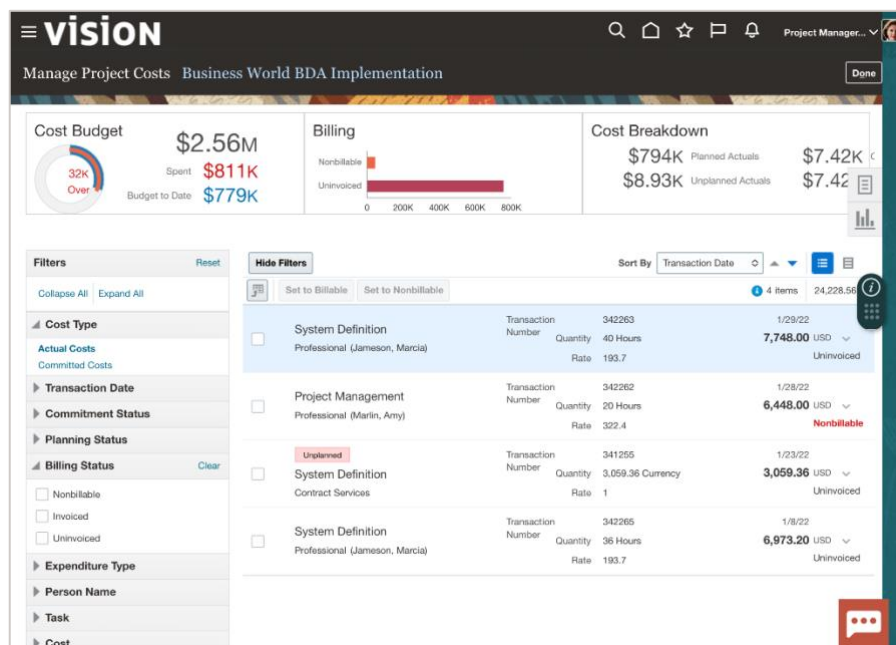 vision
Project Manager...
Manage Project Costs Business World BDA Implementation
Done
Cost Budget
$2.56M
32K
Over
Spent $811K
Budget to Date $779K
Billing
Nonbillable
Uninvoiced
0 200K 400K 600K 800K
Cost Breakdown
$794K Planned Actuals $7.42K
$8.93K Unplanned Actuals $7.42
Filters Reset
Collapse All Expand All
Cost Type
Actual Costs
Committed Costs
Transaction Date
Commitment Status
Planning Status
Billing Status Clear
Nonbillable
Invoiced
Uninvoiced
Expenditure Type
Person Name
Task
Cost
Hide Filters
Sort By Transaction Date
Set to Billable Set to Nonbillable
4 items 24,228.56
System Definition
Professional (Jameson, Marcia)
Transaction Number 342263
Quantity 40 Hours
Rate 193.7
1/29/22
7,748.00 USD
Uninvoiced
Project Management
Professional (Marlin, Amy)
Transaction Number 342262
Quantity 20 Hours
Rate 322.4
1/28/22
6,448.00 USD
Nonbillable
Unplanned
System Definition
Contract Services
Transaction Number 341255
Quantity 3,059.36 Currency
Rate 1
1/23/22
3,059.36 USD
Uninvoiced
System Definition
Professional (Jameson, Marcia)
Transaction Number 342265
Quantity 36 Hours
Rate 193.7
1/8/22
6,973.20 USD
Uninvoiced